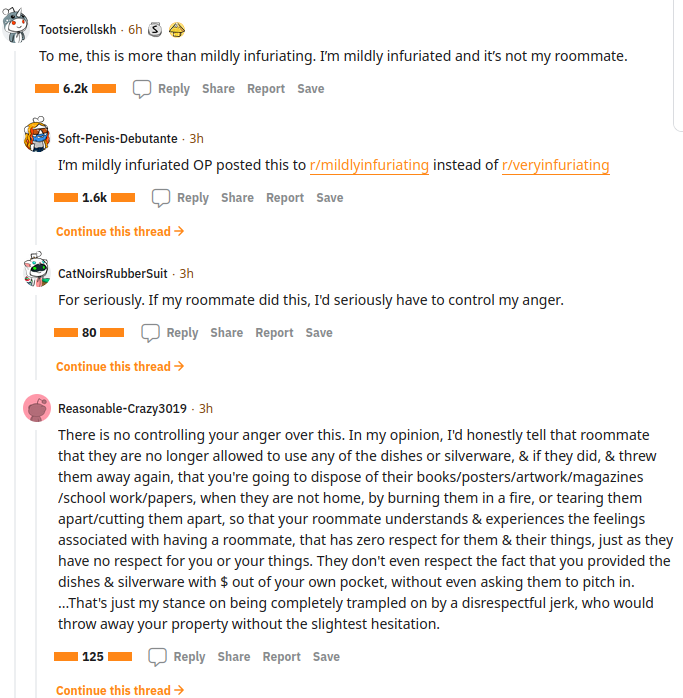 Tootsierollskh · 6h
To me, this is more than mildly infuriating. I’m mildly infuriated and it’s not my roommate.
6.2k Reply Share Report Save
Soft-Penis-Debutante · 3h
I’m mildly infuriated OP posted this to r/mildlyinfuriating instead of r/veryinfuriating
1.6k Reply Share Report Save
Continue this thread →
CatNoirsRubberSuit · 3h
For seriously. If my roommate did this, I'd seriously have to control my anger.
80 Reply Share Report Save
Continue this thread →
Reasonable-Crazy3019 · 3h
There is no controlling your anger over this. In my opinion, I'd honestly tell that roommate
that they are no longer allowed to use any of the dishes or silverware, & if they did, & threw
them away again, that you're going to dispose of their books/posters/artwork/magazines
/school work/papers, when they are not home, by burning them in a fire, or tearing them
apart/cutting them apart, so that your roommate understands & experiences the feelings
associated with having a roommate, that has zero respect for them & their things, just as they
have no respect for you or your things. They don't even respect the fact that you provided the
dishes & silverware with $ out of your own pocket, without even asking them to pitch in.
...That's just my stance on being completely trampled on by a disrespectful jerk, who would
throw away your property without the slightest hesitation.
125 Reply Share Report Save
Continue this thread →